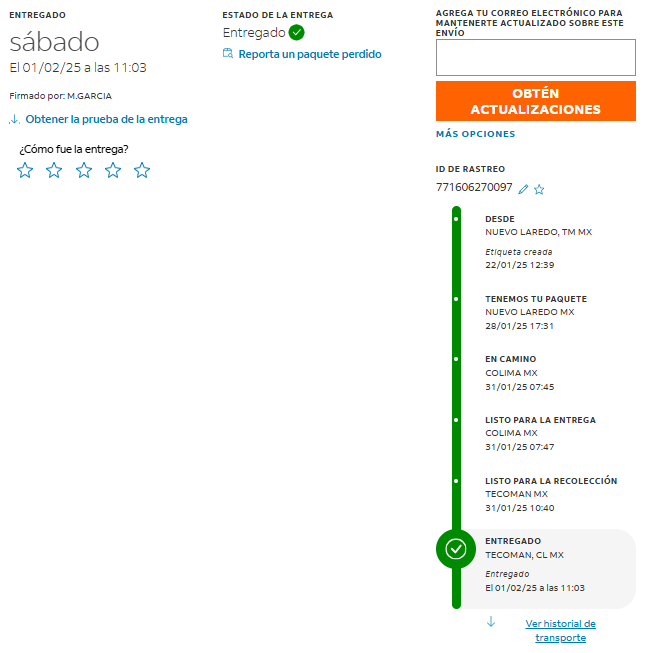 ENTREGADO
sábado
El 01/02/25 a las 11:03
Firmado por: M.GARCIA
Obtener la prueba de la entrega
¿Cómo fue la entrega?
ESTADO DE LA ENTREGA
Entregado
Reporta un paquete perdido
AGREGA TU CORREO ELECTRÓNICO PARA
MANTENERTE ACTUALIZADO SOBRE ESTE
ENVÍO
OBTÉN
ACTUALIZACIONES
MÁS OPCIONES
ID DE RASTREO
771606270097
DESDE
NUEVO LAREDO, TM MX
Etiqueta creada
22/01/25 12:39
TENEMOS TU PAQUETE
NUEVO LAREDO MX
28/01/25 17:31
EN CAMINO
COLIMA MX
31/01/25 07:45
LISTO PARA LA ENTREGA
COLIMA MX
31/01/25 07:47
LISTO PARA LA RECOLECCIÓN
TECOMAN MX
31/01/25 10:40
ENTREGADO
TECOMAN, CL MX
Entregado
El 01/02/25 a las 11:03
Ver historial de
transporte